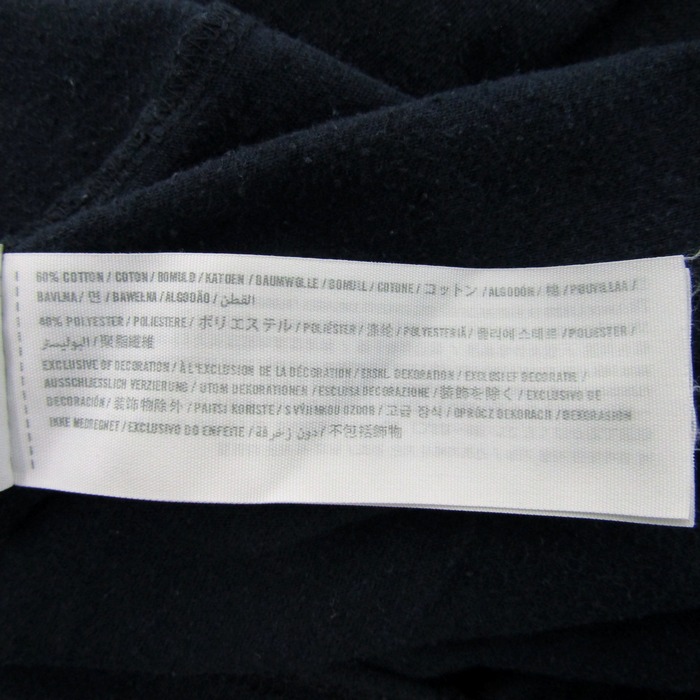 60% COTTON / COTON / BOMULD / KATOEN / BAUMWOLLE / BOMULL / COTONE / コットン / ALGODÓN / 棉 / PUUVILLAA /
BAVLNA / 면 / BAWEŁNA / ALGODÃO / القطن
40% POLYESTER / POLIESTERE / ポリエステル / POLIÉSTER / 涤纶 / POLYESTERIÄ / 폴리에스테르 / POLIESTER /
البوليستر / 聚脂纖維
EXCLUSIVE OF DECORATION / À L'EXCLUSION DE LA DÉCORATION / EKSKL DEKORATION / EXCLUSIEF DECORATIE /
AUSSCHLIESSLICH VERZIERUNG / UTOM DEKORATIONEN / ESCLUSA DECORAZIONE / 装飾を除く / EXCLUSIVO DE
DECORACIÓN / 装饰物除外 / PAITSI KORISTE / S VÝJIMKOU OZDOB / 고급 장식 / OPRÓCZ DEKORACJI / DEKORASJON
IKKE MEDREGNET / EXCLUSIVO DO ENFEITE / دون زخرفة / 不包括飾物